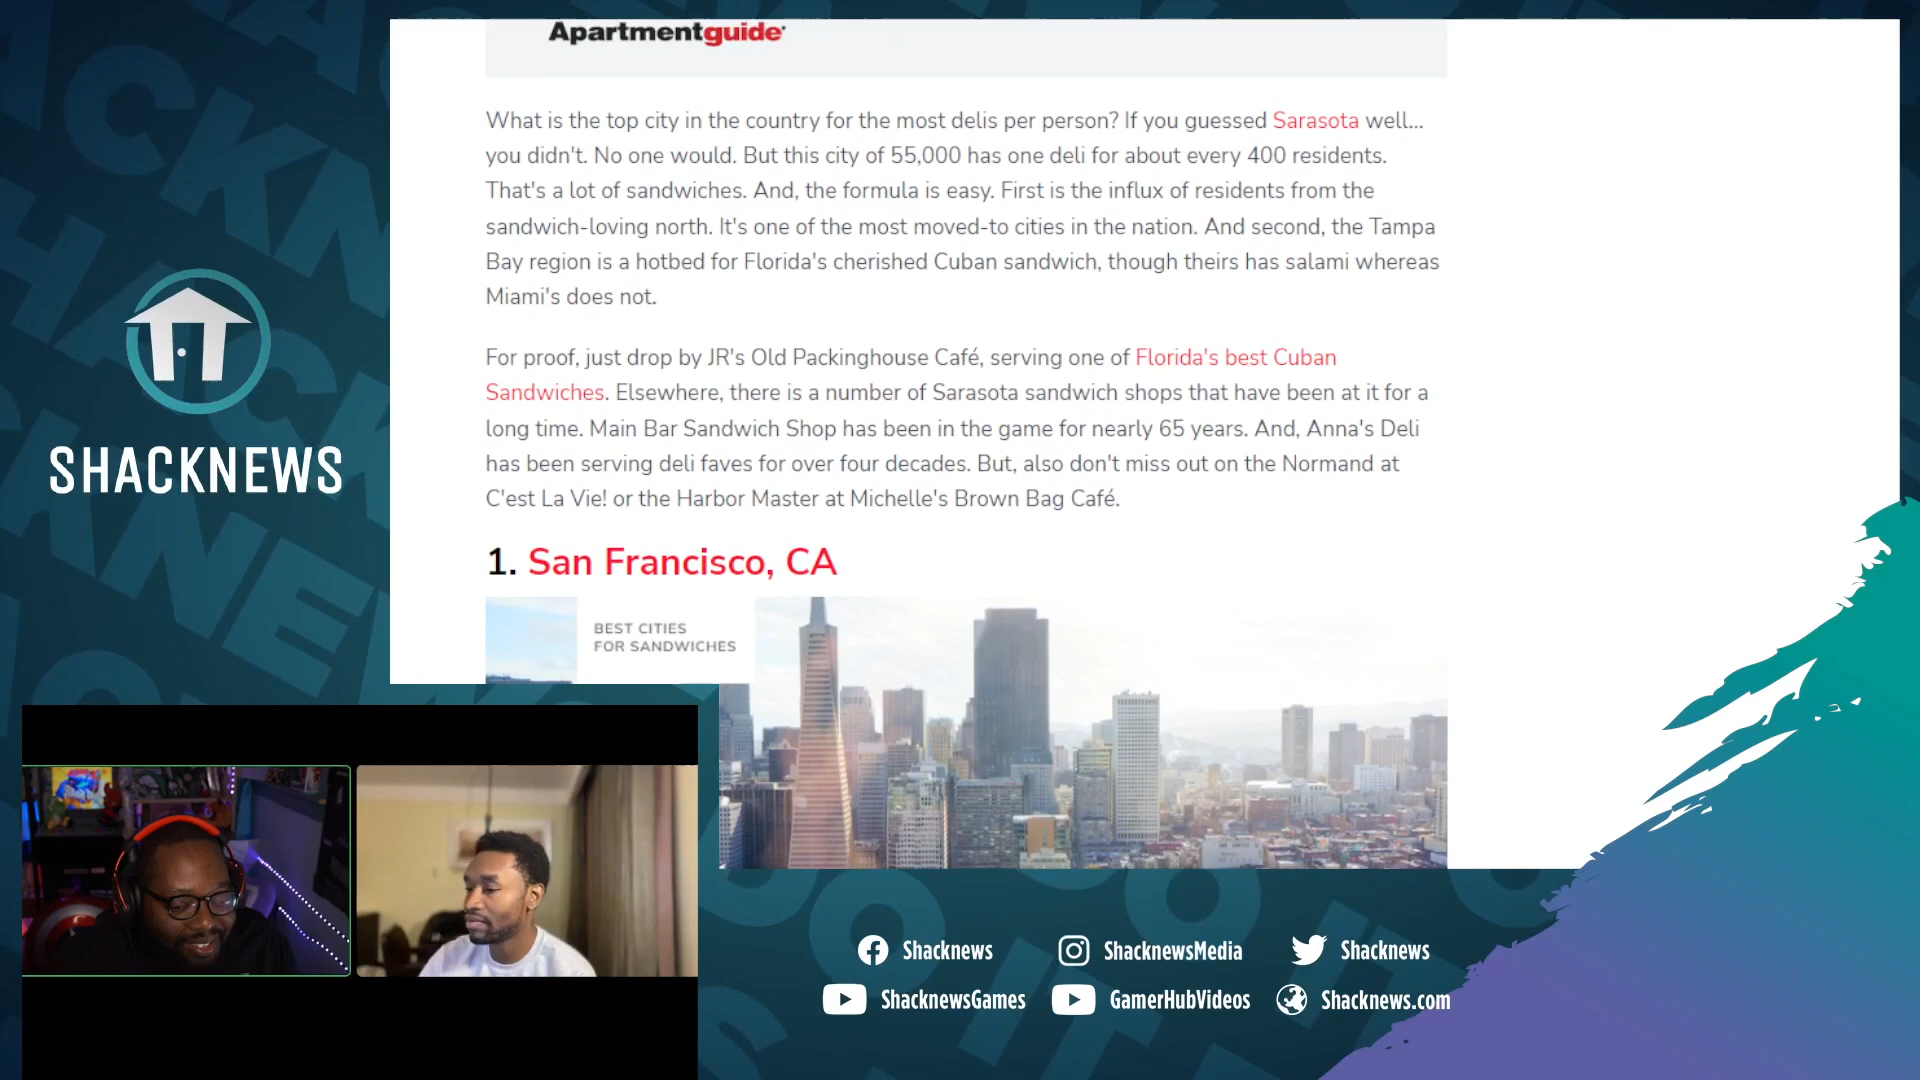 Apartmentguide
What is the top city in the country for the most delis per person? If you guessed Sarasota well...
you didn't. No one would. But this city of 55,000 has one deli for about every 400 residents.
That's a lot of sandwiches. And, the formula is easy. First is the influx of residents from the
sandwich-loving north. It's one of the most moved-to cities in the nation. And second, the Tampa
Bay region is a hotbed for Florida's cherished Cuban sandwich, though theirs has salami whereas
Miami's does not.
For proof, just drop by JR's Old Packinghouse Café, serving one of Florida's best Cuban
Sandwiches. Elsewhere, there is a number of Sarasota sandwich shops that have been at it for a
long time. Main Bar Sandwich Shop has been in the game for nearly 65 years. And, Anna's Deli
has been serving deli faves for over four decades. But, also don't miss out on the Normand at
C'est La Vie! or the Harbor Master at Michelle's Brown Bag Café.
1. San Francisco, CA
BEST CITIES
FOR SANDWICHES
SHACKNEWS
Shacknews
ShacknewsMedia
Shacknews
ShacknewsGames
GamerHubVideos
Shacknews.com